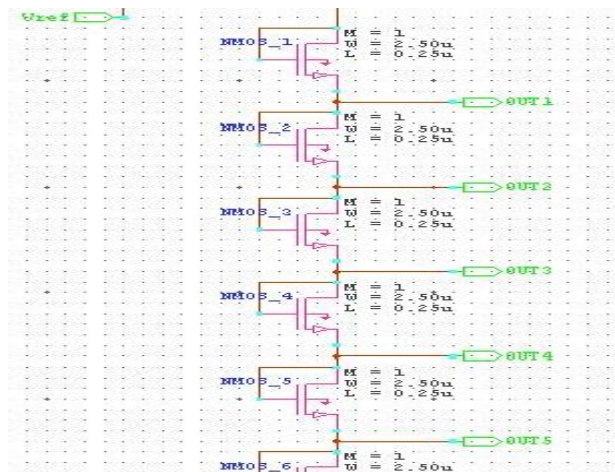 Vref
NMOS_1
M = 1
W = 2.50u
L = 0.25u
OUT1
NMOS_2
M = 1
W = 2.50u
L = 0.25u
OUT2
NMOS_3
M = 1
W = 2.50u
L = 0.25u
OUT3
NMOS_4
M = 1
W = 2.50u
L = 0.25u
OUT4
NMOS_5
M = 1
W = 2.50u
L = 0.25u
OUT5
NMOS_6
M = 1
W = 2.50u